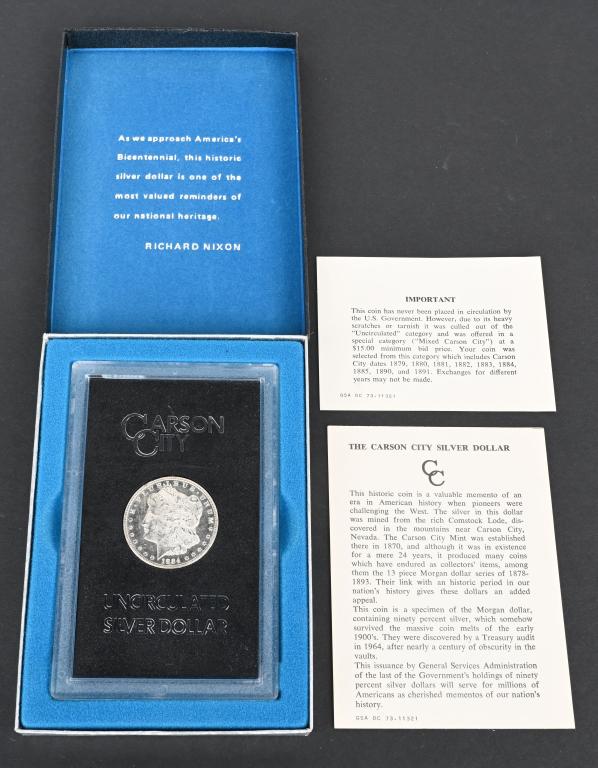 As we approach America's
Bicentennial, this historic
silver dollar is one of the
most valued reminders of
our national heritage.
RICHARD NIXON
CARSON
CITY
1884
UNCIRCULATED
SILVER DOLLAR
IMPORTANT
This coin has never been placed in circulation by
the U.S. Government. However, due to its heavy
scratches or tarnish it was culled out of the
"Uncirculated" category and was offered in a
special category ("Mixed Carson City") at a
$15.00 minimum bid price. Your coin was
selected from this category which includes Carson
City dates 1879, 1880, 1881, 1882, 1883, 1884,
1885, 1890, and 1891. Exchanges for different
years may not be made.
GSA DC 73-11321
THE CARSON CITY SILVER DOLLAR
CC
This historic coin is a valuable memento of an
era in American history when pioneers were
challenging the West. The silver in this dollar
was mined from the rich Comstock Lode, dis-
covered in the mountains near Carson City,
Nevada. The Carson City Mint was established
there in 1870, and although it was in existence
for a mere 24 years, it produced many coins
which have endured as collectors' items, among
them the 13 piece Morgan dollar series of 1878-
1893. Their link with an historic period in our
nation's history gives these dollars an added
appeal.
This coin is a specimen of the Morgan dollar,
containing ninety percent silver, which somehow
survived the massive coin melts of the early
1900's. They were discovered by a Treasury audit
in 1964, after nearly a century of obscurity in the
vaults.
This issuance by General Services Administration
of the last of the Government's holdings of ninety
percent silver dollars will serve for millions of
Americans as cherished mementos of our nation's
history.
GSA DC 73-11321